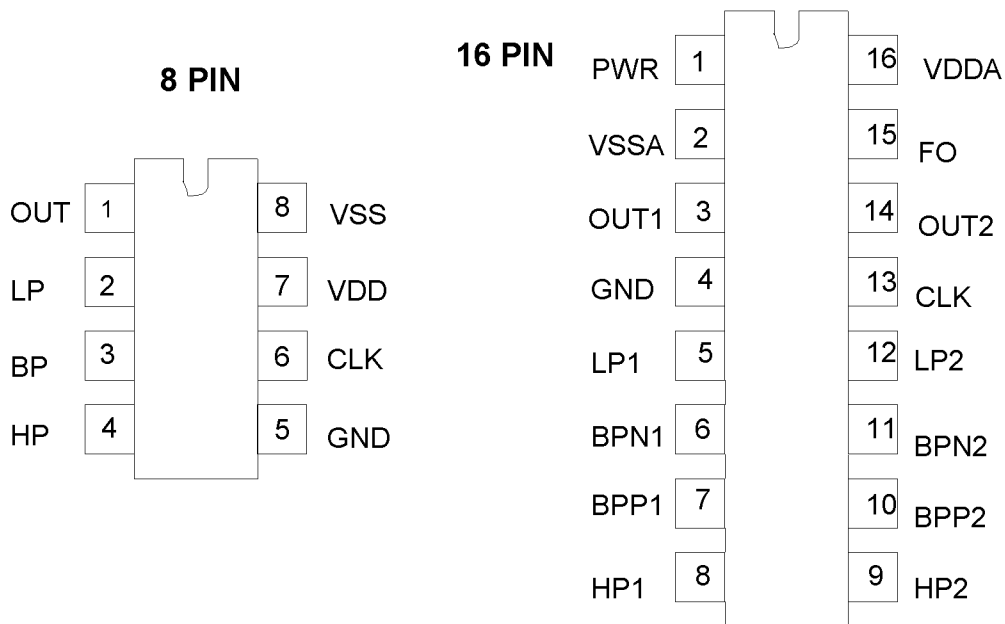 8 PIN
OUT 1 8 VSS
LP 2 7 VDD
BP 3 6 CLK
HP 4 5 GND
16 PIN
PWR 1 16 VDDA
VSSA 2 15 FO
OUT1 3 14 OUT2
GND 4 13 CLK
LP1 5 12 LP2
BPN1 6 11 BPN2
BPP1 7 10 BPP2
HP1 8 9 HP2